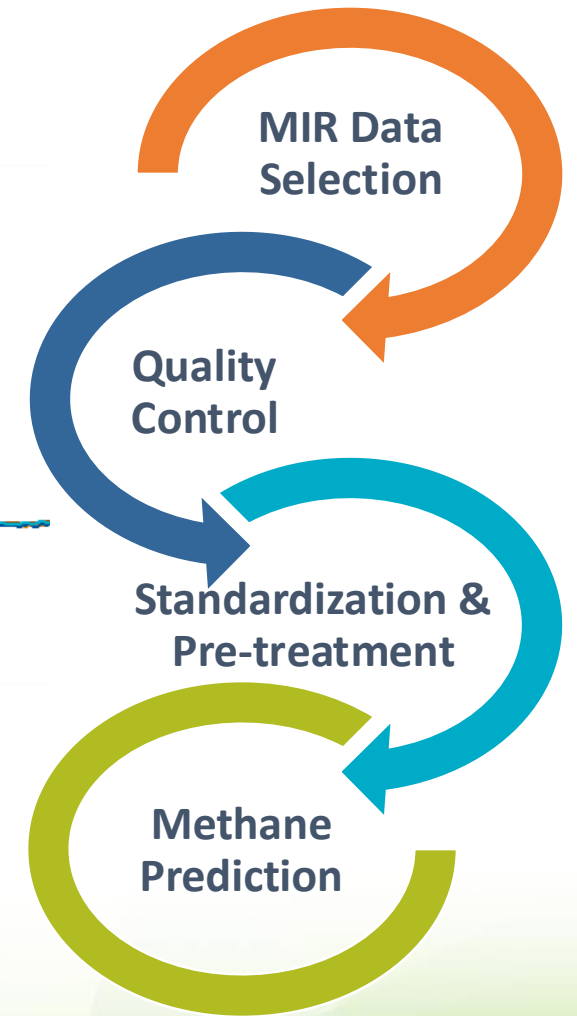 MIR Data
Selection
Quality
Control
Standardization &
Pre-treatment
Methane
Prediction